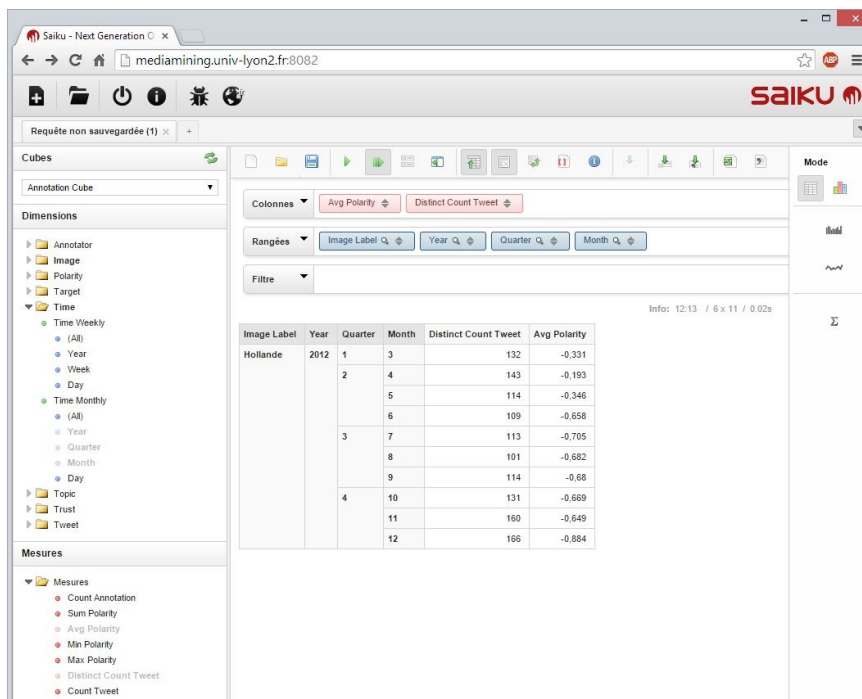 Saiku - Next Generation O
mediamining.univ-lyon2.fr:8082
ABP
saiku
Requête non sauvegardée (1)
Cubes
Annotation Cube
Dimensions
Annotator
Image
Polarity
Target
Time
Time Weekly
(All)
Year
Week
Day
Time Monthly
(All)
Year
Quarter
Month
Day
Topic
Trust
Tweet
Mesures
Mesures
Count Annotation
Sum Polarity
Avg Polarity
Min Polarity
Max Polarity
Distinct Count Tweet
Count Tweet
Colonnes Avg Polarity Distinct Count Tweet
Rangées Image Label Year Quarter Month
Filtre
Info: 12:13 / 6 x 11 / 0.02s
Image Label Year Quarter Month Distinct Count Tweet Avg Polarity
Hollande 2012 1 3 132 -0,331
2 4 143 -0,193
5 114 -0,346
6 109 -0,658
3 7 113 -0,705
8 101 -0,682
9 114 -0,68
4 10 131 -0,669
11 160 -0,649
12 166 -0,884
Mode
Σ